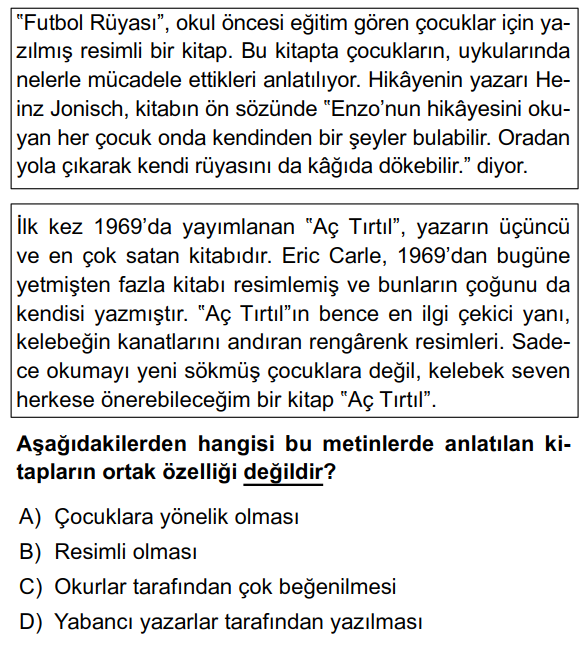 "Futbol Rüyası", okul öncesi eğitim gören çocuklar için ya-
zılmış resimli bir kitap. Bu kitapta çocukların, uykularında
nelerle mücadele ettikleri anlatılıyor. Hikâyenin yazarı He-
inz Jonisch, kitabın ön sözünde "Enzo'nun hikâyesini oku-
yan her çocuk onda kendinden bir şeyler bulabilir. Oradan
yola çıkarak kendi rüyasını da kâğıda dökebilir." diyor.
İlk kez 1969'da yayımlanan "Aç Tırtıl", yazarın üçüncü
ve en çok satan kitabıdır. Eric Carle, 1969'dan bugüne
yetmişten fazla kitabı resimlemiş ve bunların çoğunu da
kendisi yazmıştır. "Aç Tırtıl"ın bence en ilgi çekici yanı,
kelebeğin kanatlarını andıran rengârenk resimleri. Sade-
ce okumayı yeni sökmüş çocuklara değil, kelebek seven
herkese önerebileceğim bir kitap "Aç Tırtıl".
Aşağıdakilerden hangisi bu metinlerde anlatılan ki-
tapların ortak özelliği değildir?
A) Çocuklara yönelik olması
B) Resimli olması
C) Okurlar tarafından çok beğenilmesi
D) Yabancı yazarlar tarafından yazılması